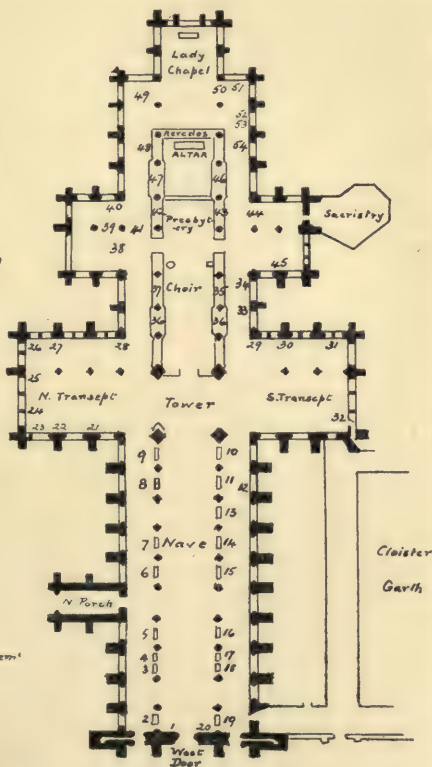 Lady
Chapel
49 50 51
52
53
Reredos
48 54
ALTAR
47 46
40 44
42 43
Presbyt
ery
Sacristry
39 41
38 45
Choir
37 35 34
33
36 36
26 27 28 29 30 31
25
N. Transept Tower S. Transept
24
32
23 22 21
9 10
8 11 12
13
7 Nave 14
Cloister
6 15
Garth
N Porch
5 16
4 17
3 18
2 1 20 19
West
Door